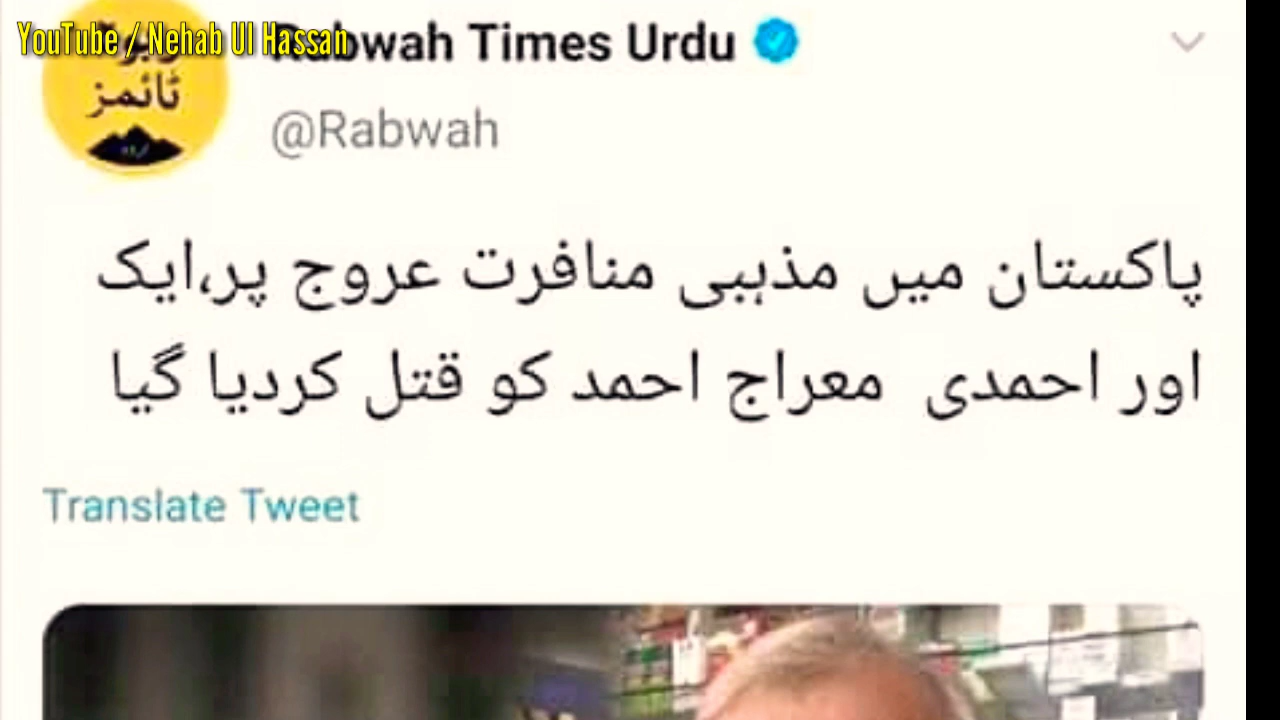 YouTube / Nehab Ul Hassan
Rabwah Times Urdu
ٹائمز
@Rabwah
پاکستان میں مذہبی منافرت عروج پر،ایک
اور احمدی معراج احمد کو قتل کردیا گیا
Translate Tweet